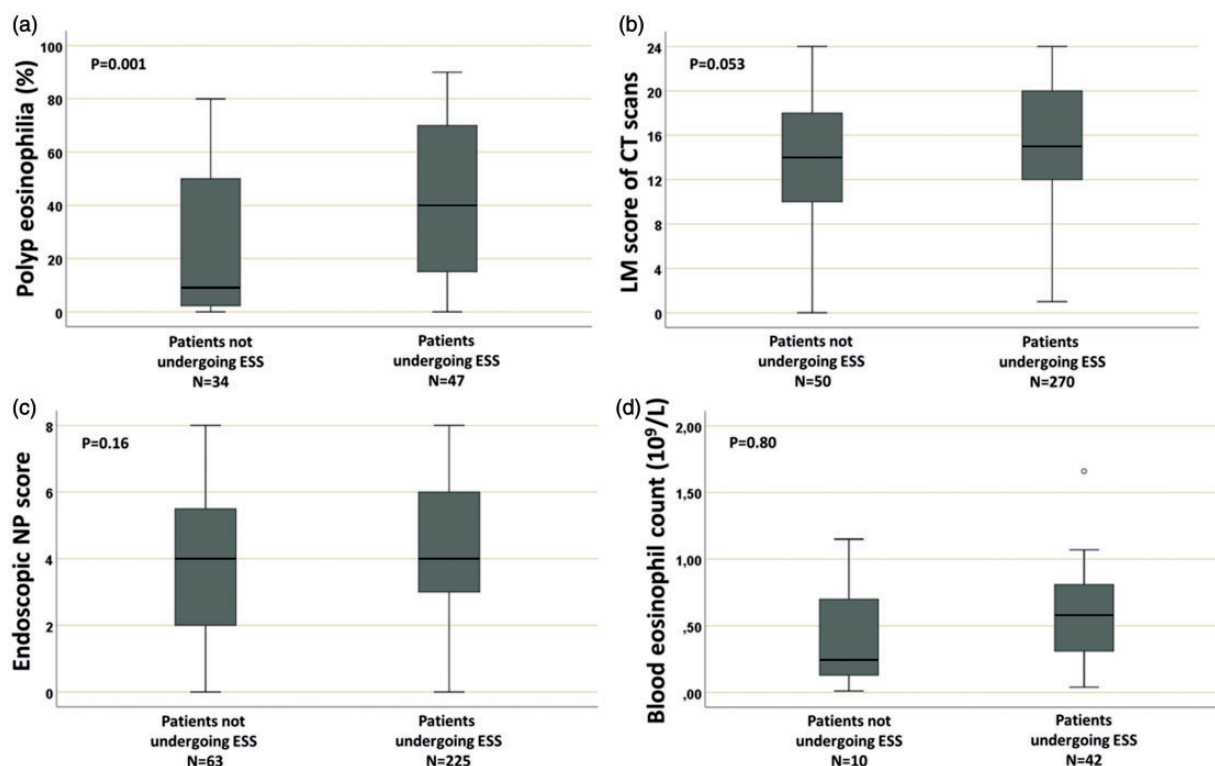 (a)
Polyp eosinophilia (%)
100
80
60
40
20
0
P=0.001
Patients not
undergoing ESS
N=34
Patients
undergoing ESS
N=47
(b)
LM score of CT scans
24
20
16
12
8
4
0
P=0.053
Patients not
undergoing ESS
N=50
Patients
undergoing ESS
N=270
(c)
Endoscopic NP score
8
6
4
2
0
P=0.16
Patients not
undergoing ESS
N=63
Patients
undergoing ESS
N=225
(d)
Blood eosinophil count (10⁹/L)
2,00
1,50
1,00
,50
,00
P=0.80
Patients not
undergoing ESS
N=10
Patients
undergoing ESS
N=42